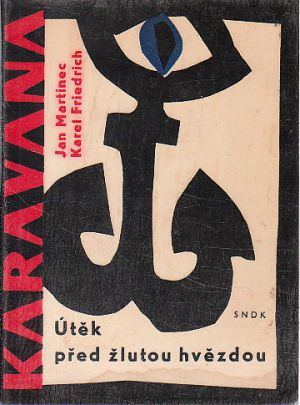 KARAVANA
Jan Martinec
Karel Friedrich
SNDK
Útěk
před žlutou hvězdou